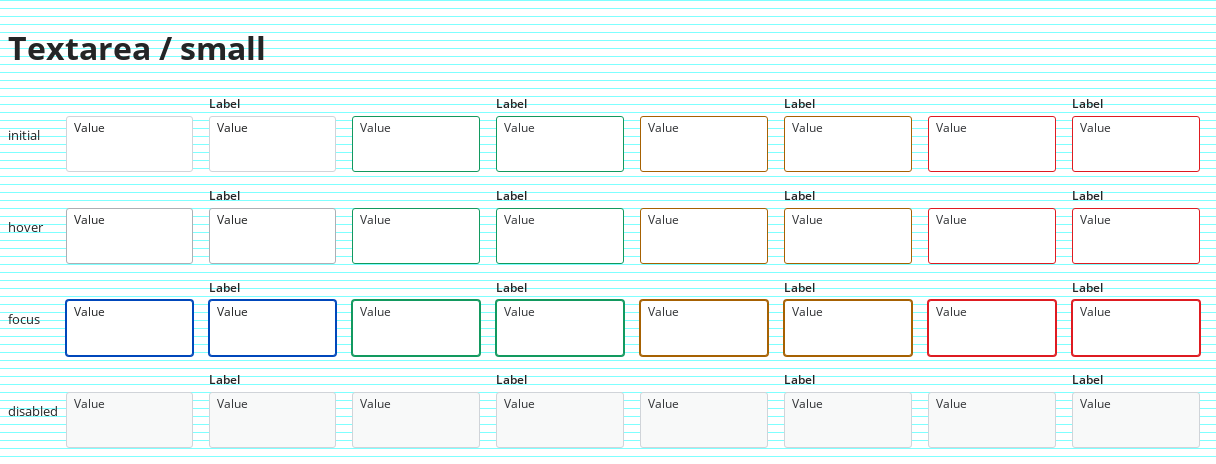 Textarea / small
Label Label Label Label
initial Value Value Value Value Value Value Value Value
Label Label Label Label
hover Value Value Value Value Value Value Value Value
Label Label Label Label
focus Value Value Value Value Value Value Value Value
Label Label Label Label
disabled Value Value Value Value Value Value Value Value